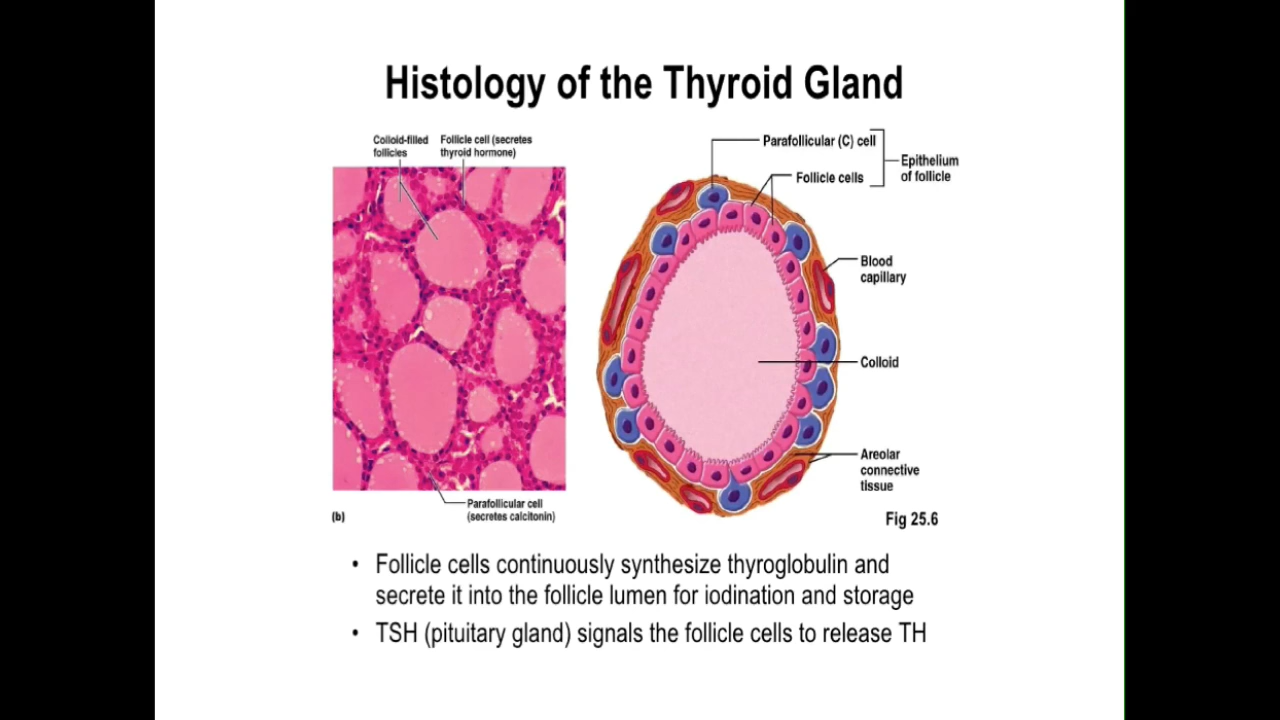 Histology of the Thyroid Gland
Colloid-filled
follicles
Follicle cell (secretes
thyroid hormone)
Parafollicular cell
(secretes calcitonin)
(b)
Parafollicular (C) cell
Follicle cells
Epithelium
of follicle
Blood
capillary
Colloid
Areolar
connective
tissue
Fig 25.6
• Follicle cells continuously synthesize thyroglobulin and
secrete it into the follicle lumen for iodination and storage
• TSH (pituitary gland) signals the follicle cells to release TH